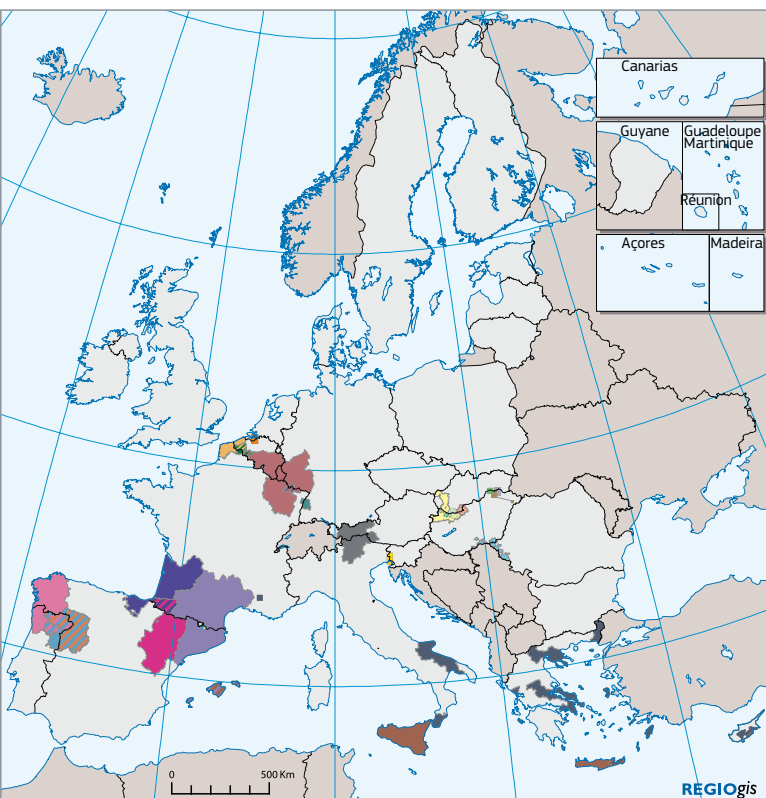 Canarias
Guyane
Guadeloupe
Martinique
Réunion
Açores
Madeira
0
500 Km
REGIOgis